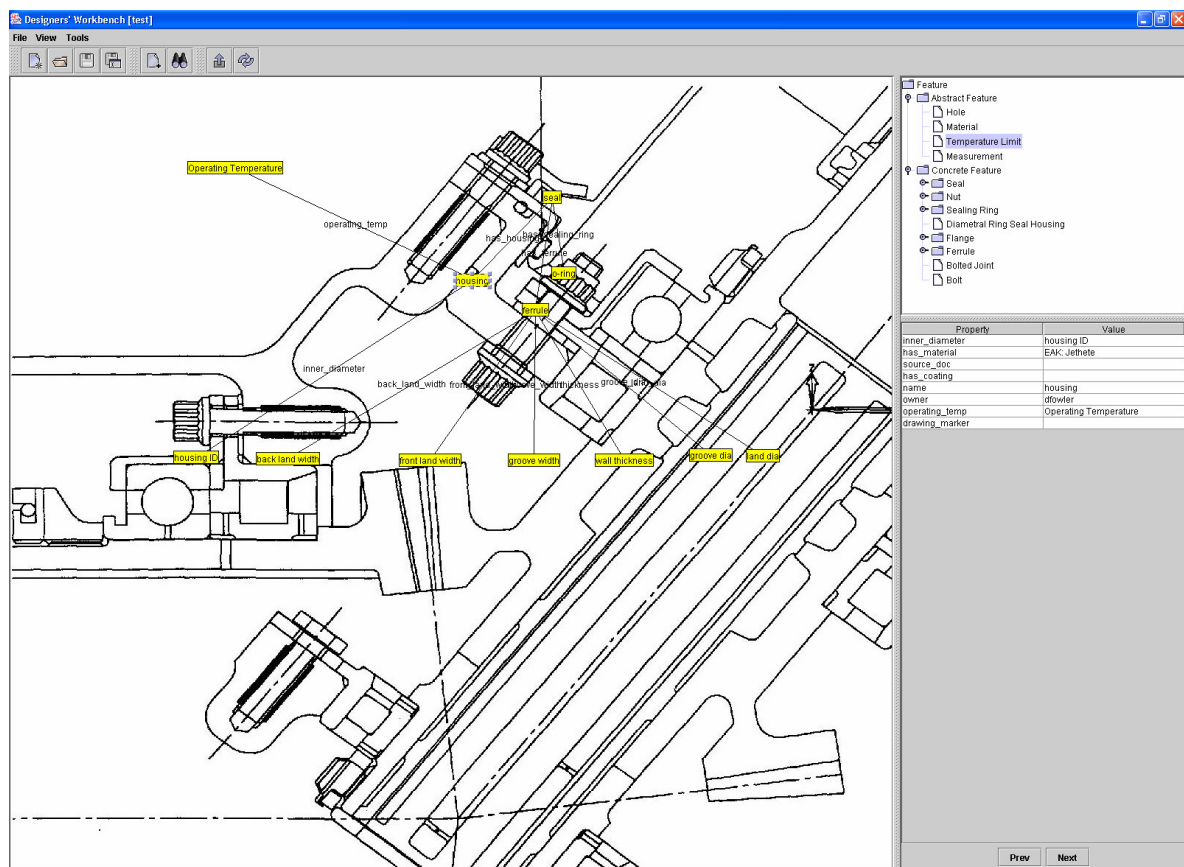 Designers' Workbench [test]
File View Tools
Operating Temperature
seal
operating_temp
has_housing
has_sealing_ring
has_ferrule
o-ring
housing
ferrule
inner_diameter
back_land_width
housing ID
back land width
front land width
groove width
wall thickness
groove dia
land dia
Z
Feature
Abstract Feature
Hole
Material
Temperature Limit
Measurement
Concrete Feature
Seal
Nut
Sealing Ring
Diametral Ring Seal Housing
Flange
Ferrule
Bolted Joint
Bolt
Property Value
inner_diameter housing ID
has_material EAK: Jethete
source_doc
has_coating
name housing
owner dfowler
operating_temp Operating Temperature
drawing_marker
Prev Next